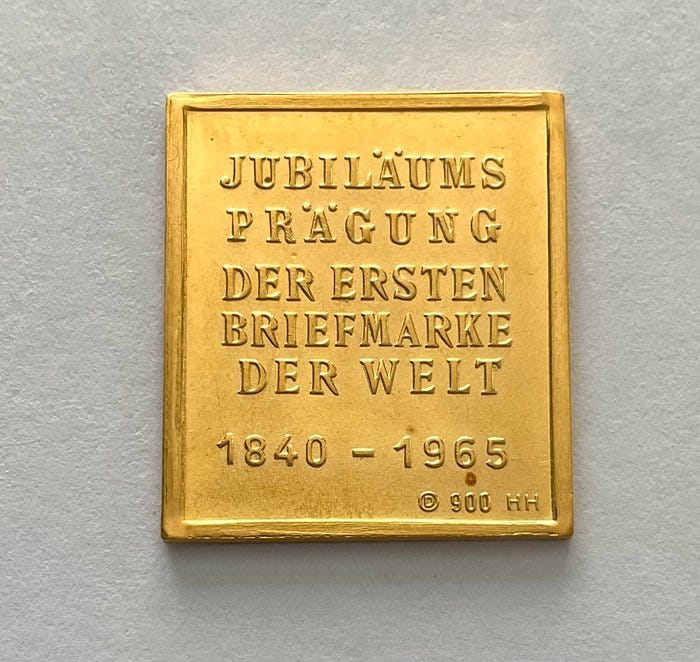 JUBILÄUMS
PRÄGUNG
DER ERSTEN
BRIEFMARKE
DER WELT
1840 – 1965
Ⓓ 900 HH